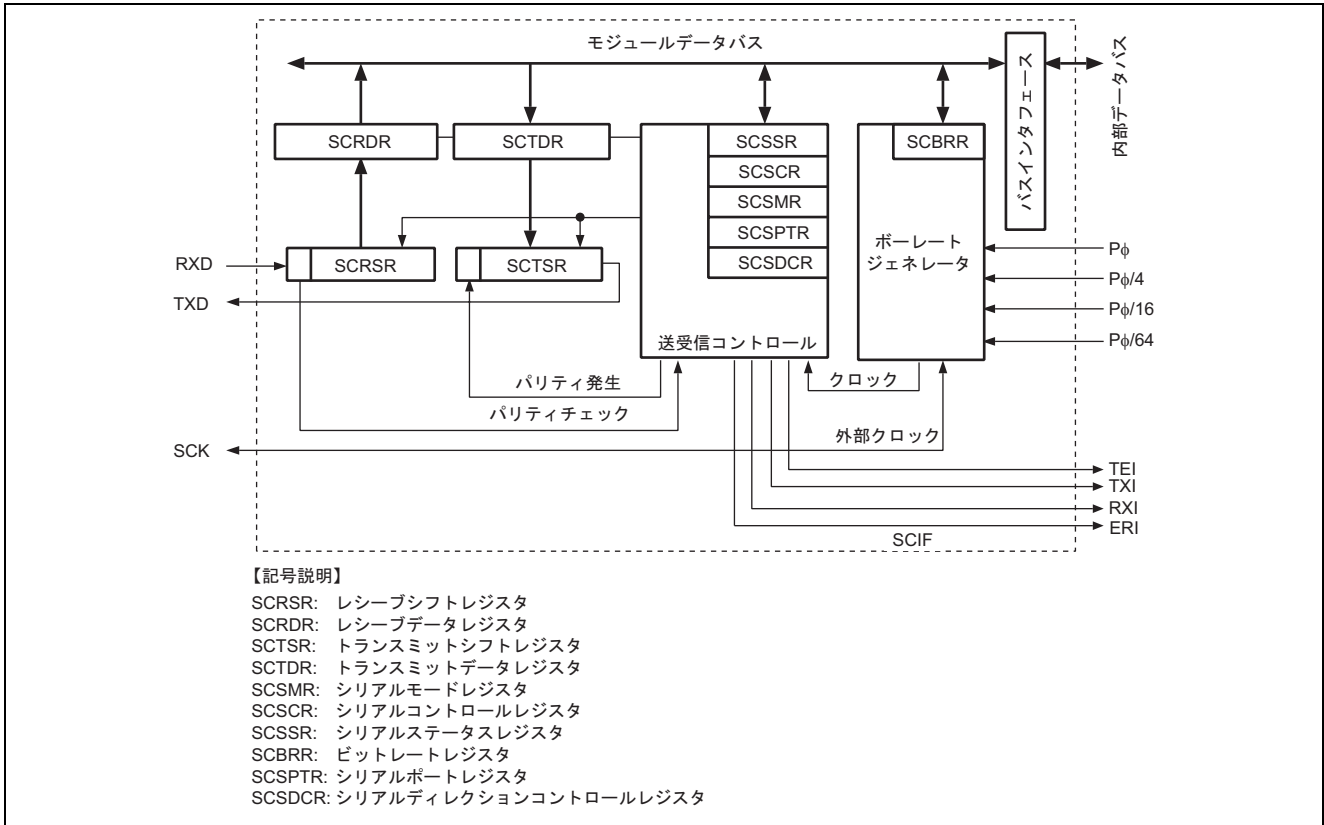 モジュールデータバス
バスインタフェース
内部データバス
SCRDR
SCTDR
SCSSR
SCBRR
SCSCR
SCSMR
SCSPTR
SCSDCR
ボーレート
ジェネレータ
Pφ
Pφ/4
Pφ/16
Pφ/64
RXD
SCRSR
SCTSR
TXD
送受信コントロール
パリティ発生
クロック
パリティチェック
外部クロック
SCK
TEI
TXI
RXI
ERI
SCIF
【記号説明】
SCRSR: レシーブシフトレジスタ
SCRDR: レシーブデータレジスタ
SCTSR: トランスミットシフトレジスタ
SCTDR: トランスミットデータレジスタ
SCSMR: シリアルモードレジスタ
SCSCR: シリアルコントロールレジスタ
SCSSR: シリアルステータスレジスタ
SCBRR: ビットレートレジスタ
SCSPTR: シリアルポートレジスタ
SCSDCR: シリアルディレクションコントロールレジスタ